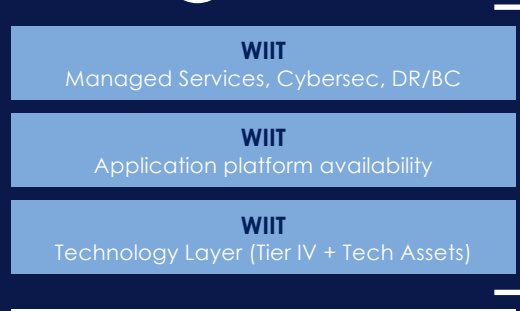 WIIT
Managed Services, Cybersec, DR/BC
WIIT
Application platform availability
WIIT
Technology Layer (Tier IV + Tech Assets)